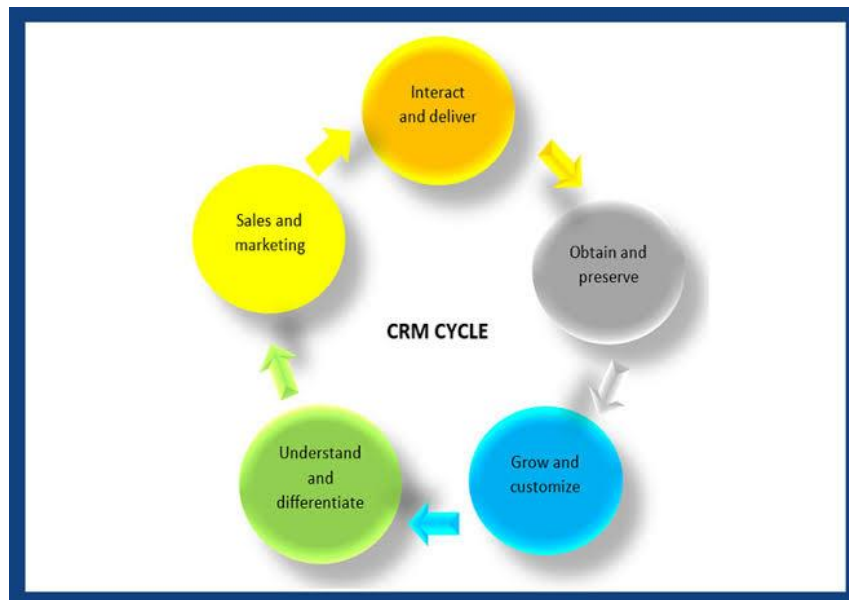 Interact
and deliver
Sales and
marketing
Obtain and
preserve
CRM CYCLE
Understand
and
differentiate
Grow and
customize